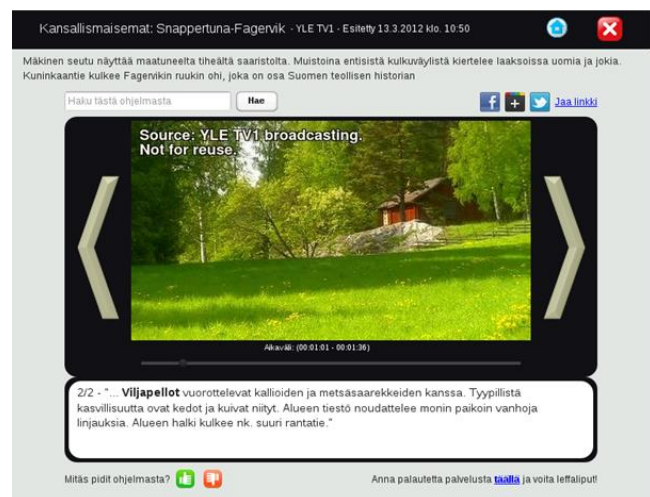 Kansallismaisemat: Snappertuna-Fagervik - YLE TV1 - Esitetty 13.3.2012 klo. 10:50
Mäkinen seutu näyttää maatuneelta tiheältä saaristolta. Muistoina entisistä kulkuväylistä kiertelee laaksoissa uomia ja jokia.
Kuninkaantie kulkee Fagervikin ruukin ohi, joka on osa Suomen teollisen historian
Haku tästä ohjelmasta Hae Jaa linkki
Source: YLE TV1 broadcasting.
Not for reuse.
Aikaväli: (00:01:01 - 00:01:36)
2/2 - "... Viljapellot vuorottelevat kallioiden ja metsäsaarekkeiden kanssa. Tyypillistä
kasvillisuutta ovat kedot ja kuivat niityt. Alueen tiestö noudattelee monin paikoin vanhoja
linjauksia. Alueen halki kulkee nk. suuri rantatie."
Mitäs pidit ohjelmasta? Anna palautetta palvelusta täällä ja voita leffaliput!